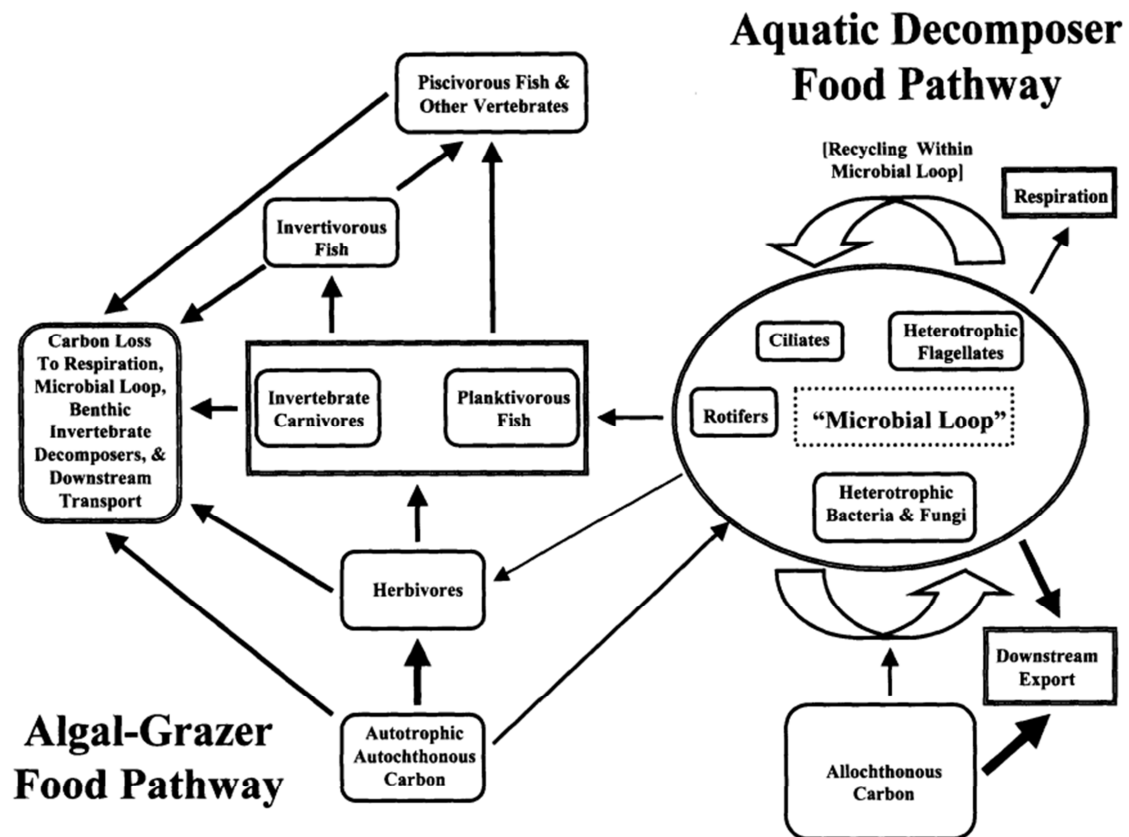 Aquatic Decomposer
Food Pathway
Piscivorous Fish &
Other Vertebrates
[Recycling Within
Microbial Loop]
Respiration
Invertivorous
Fish
Carbon Loss
To Respiration,
Microbial Loop,
Benthic
Invertebrate
Decomposers, &
Downstream
Transport
Invertebrate
Carnivores
Planktivorous
Fish
Ciliates
Heterotrophic
Flagellates
Rotifers
“Microbial Loop”
Heterotrophic
Bacteria & Fungi
Herbivores
Downstream
Export
Algal-Grazer
Food Pathway
Autotrophic
Autochthonous
Carbon
Allochthonous
Carbon